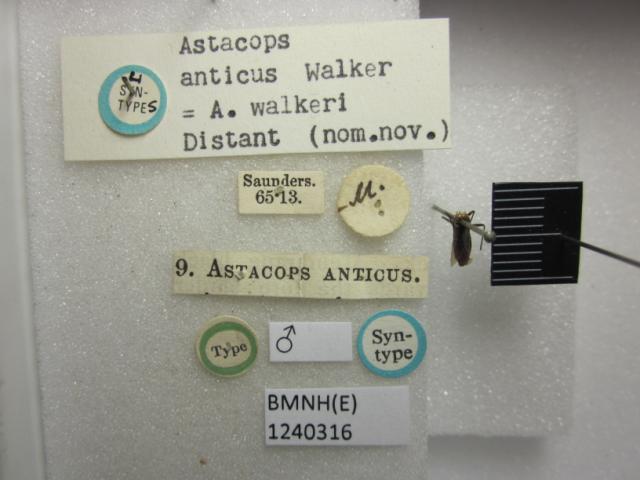 Astacops
anticus Walker
= A. walkeri
Distant (nom.nov.)
4
SYN-
TYPES
Saunders.
65·13.
M.
9. ASTACOPS ANTICUS.
Type
♂
Syn-
type
BMNH(E)
1240316